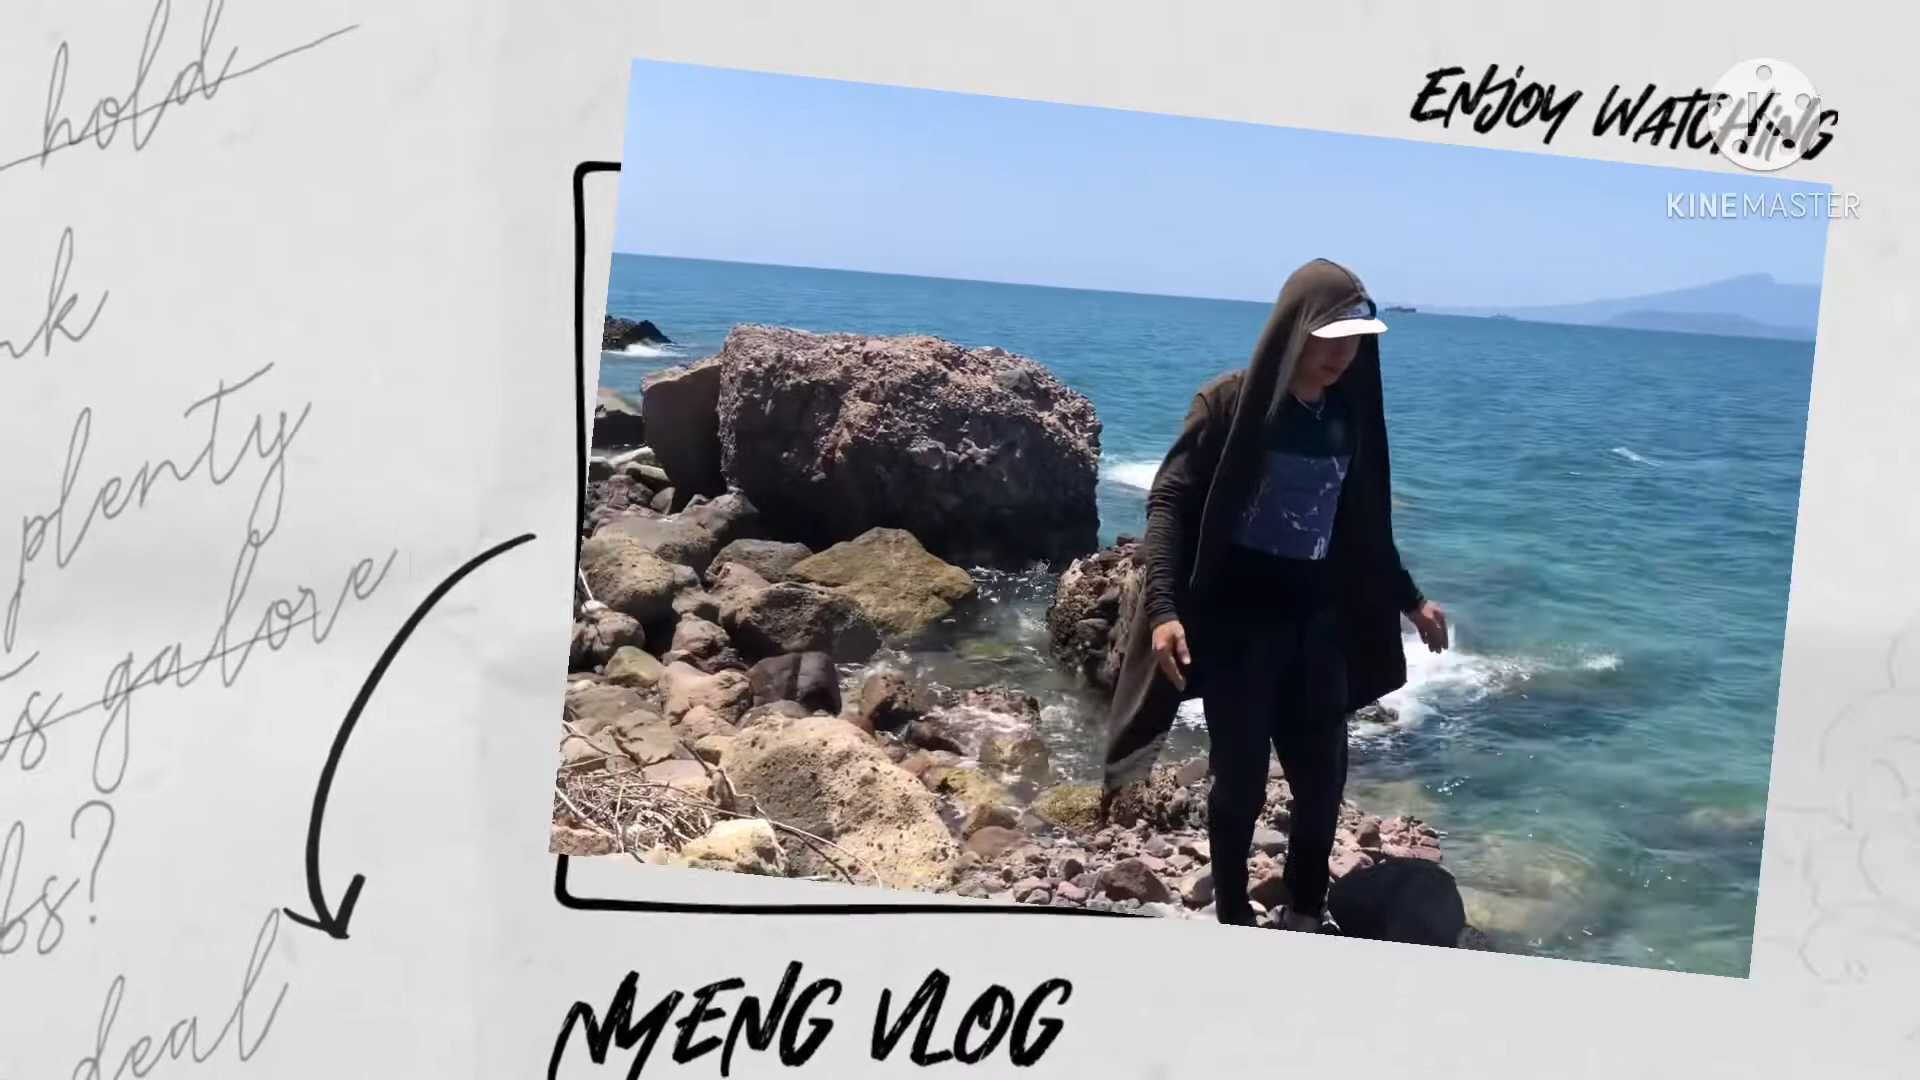 hold
plenty
galore
deal
ENJOY WATCHING
KINEMASTER
NYENG VLOG